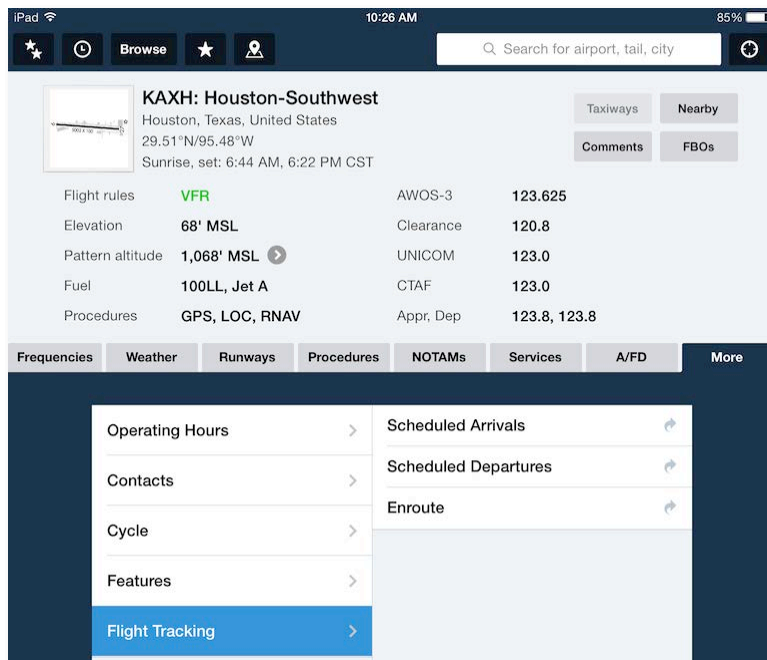 iPad
10:26 AM
85%
Browse
Search for airport, tail, city
KAXH: Houston-Southwest
Houston, Texas, United States
29.51°N/95.48°W
Sunrise, set: 6:44 AM, 6:22 PM CST
Taxiways
Nearby
Comments
FBOs
Flight rules VFR
AWOS-3 123.625
Elevation 68' MSL
Clearance 120.8
Pattern altitude 1,068' MSL
UNICOM 123.0
Fuel 100LL, Jet A
CTAF 123.0
Procedures GPS, LOC, RNAV
Appr, Dep 123.8, 123.8
Frequencies Weather Runways Procedures NOTAMs Services A/FD More
Operating Hours
Contacts
Cycle
Features
Flight Tracking
Scheduled Arrivals
Scheduled Departures
Enroute